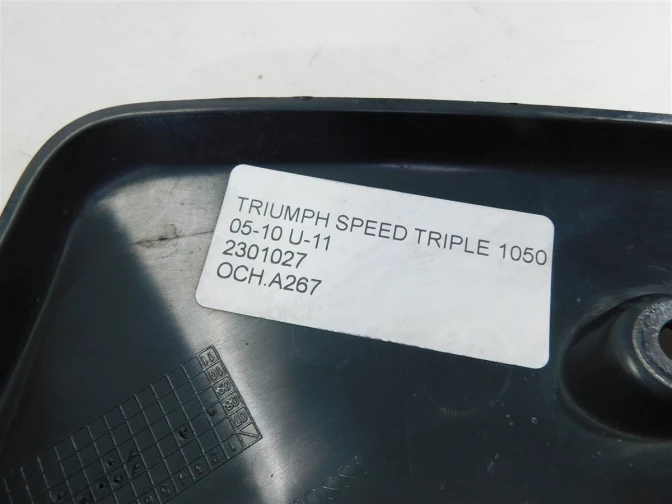 TRIUMPH SPEED TRIPLE 1050
05-10 U-11
2301027
OCH.A267